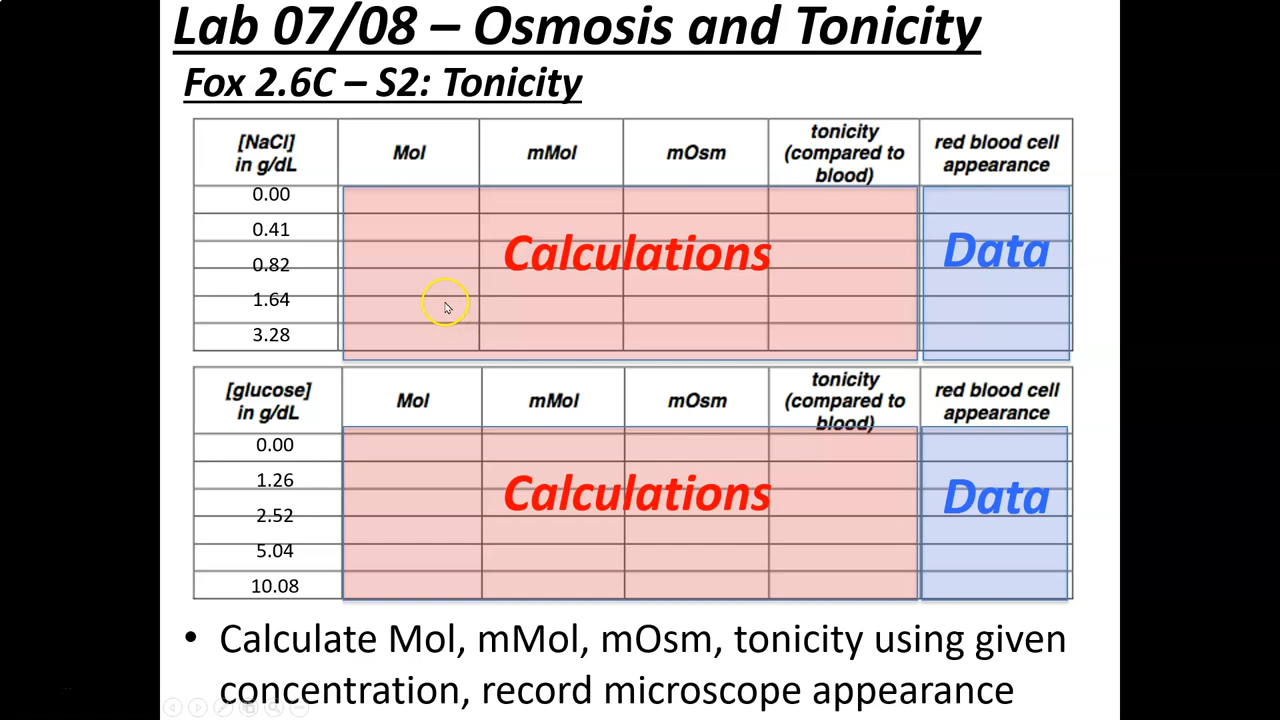 Lab 07/08 – Osmosis and Tonicity
Fox 2.6C – S2: Tonicity
[NaCl]
in g/dL
Mol
mMol
mOsm
tonicity
(compared to
blood)
red blood cell
appearance
0.00
0.41
0.82
1.64
3.28
Calculations
Data
[glucose]
in g/dL
Mol
mMol
mOsm
tonicity
(compared to
blood)
red blood cell
appearance
0.00
1.26
2.52
5.04
10.08
Calculations
Data
• Calculate Mol, mMol, mOsm, tonicity using given
concentration, record microscope appearance